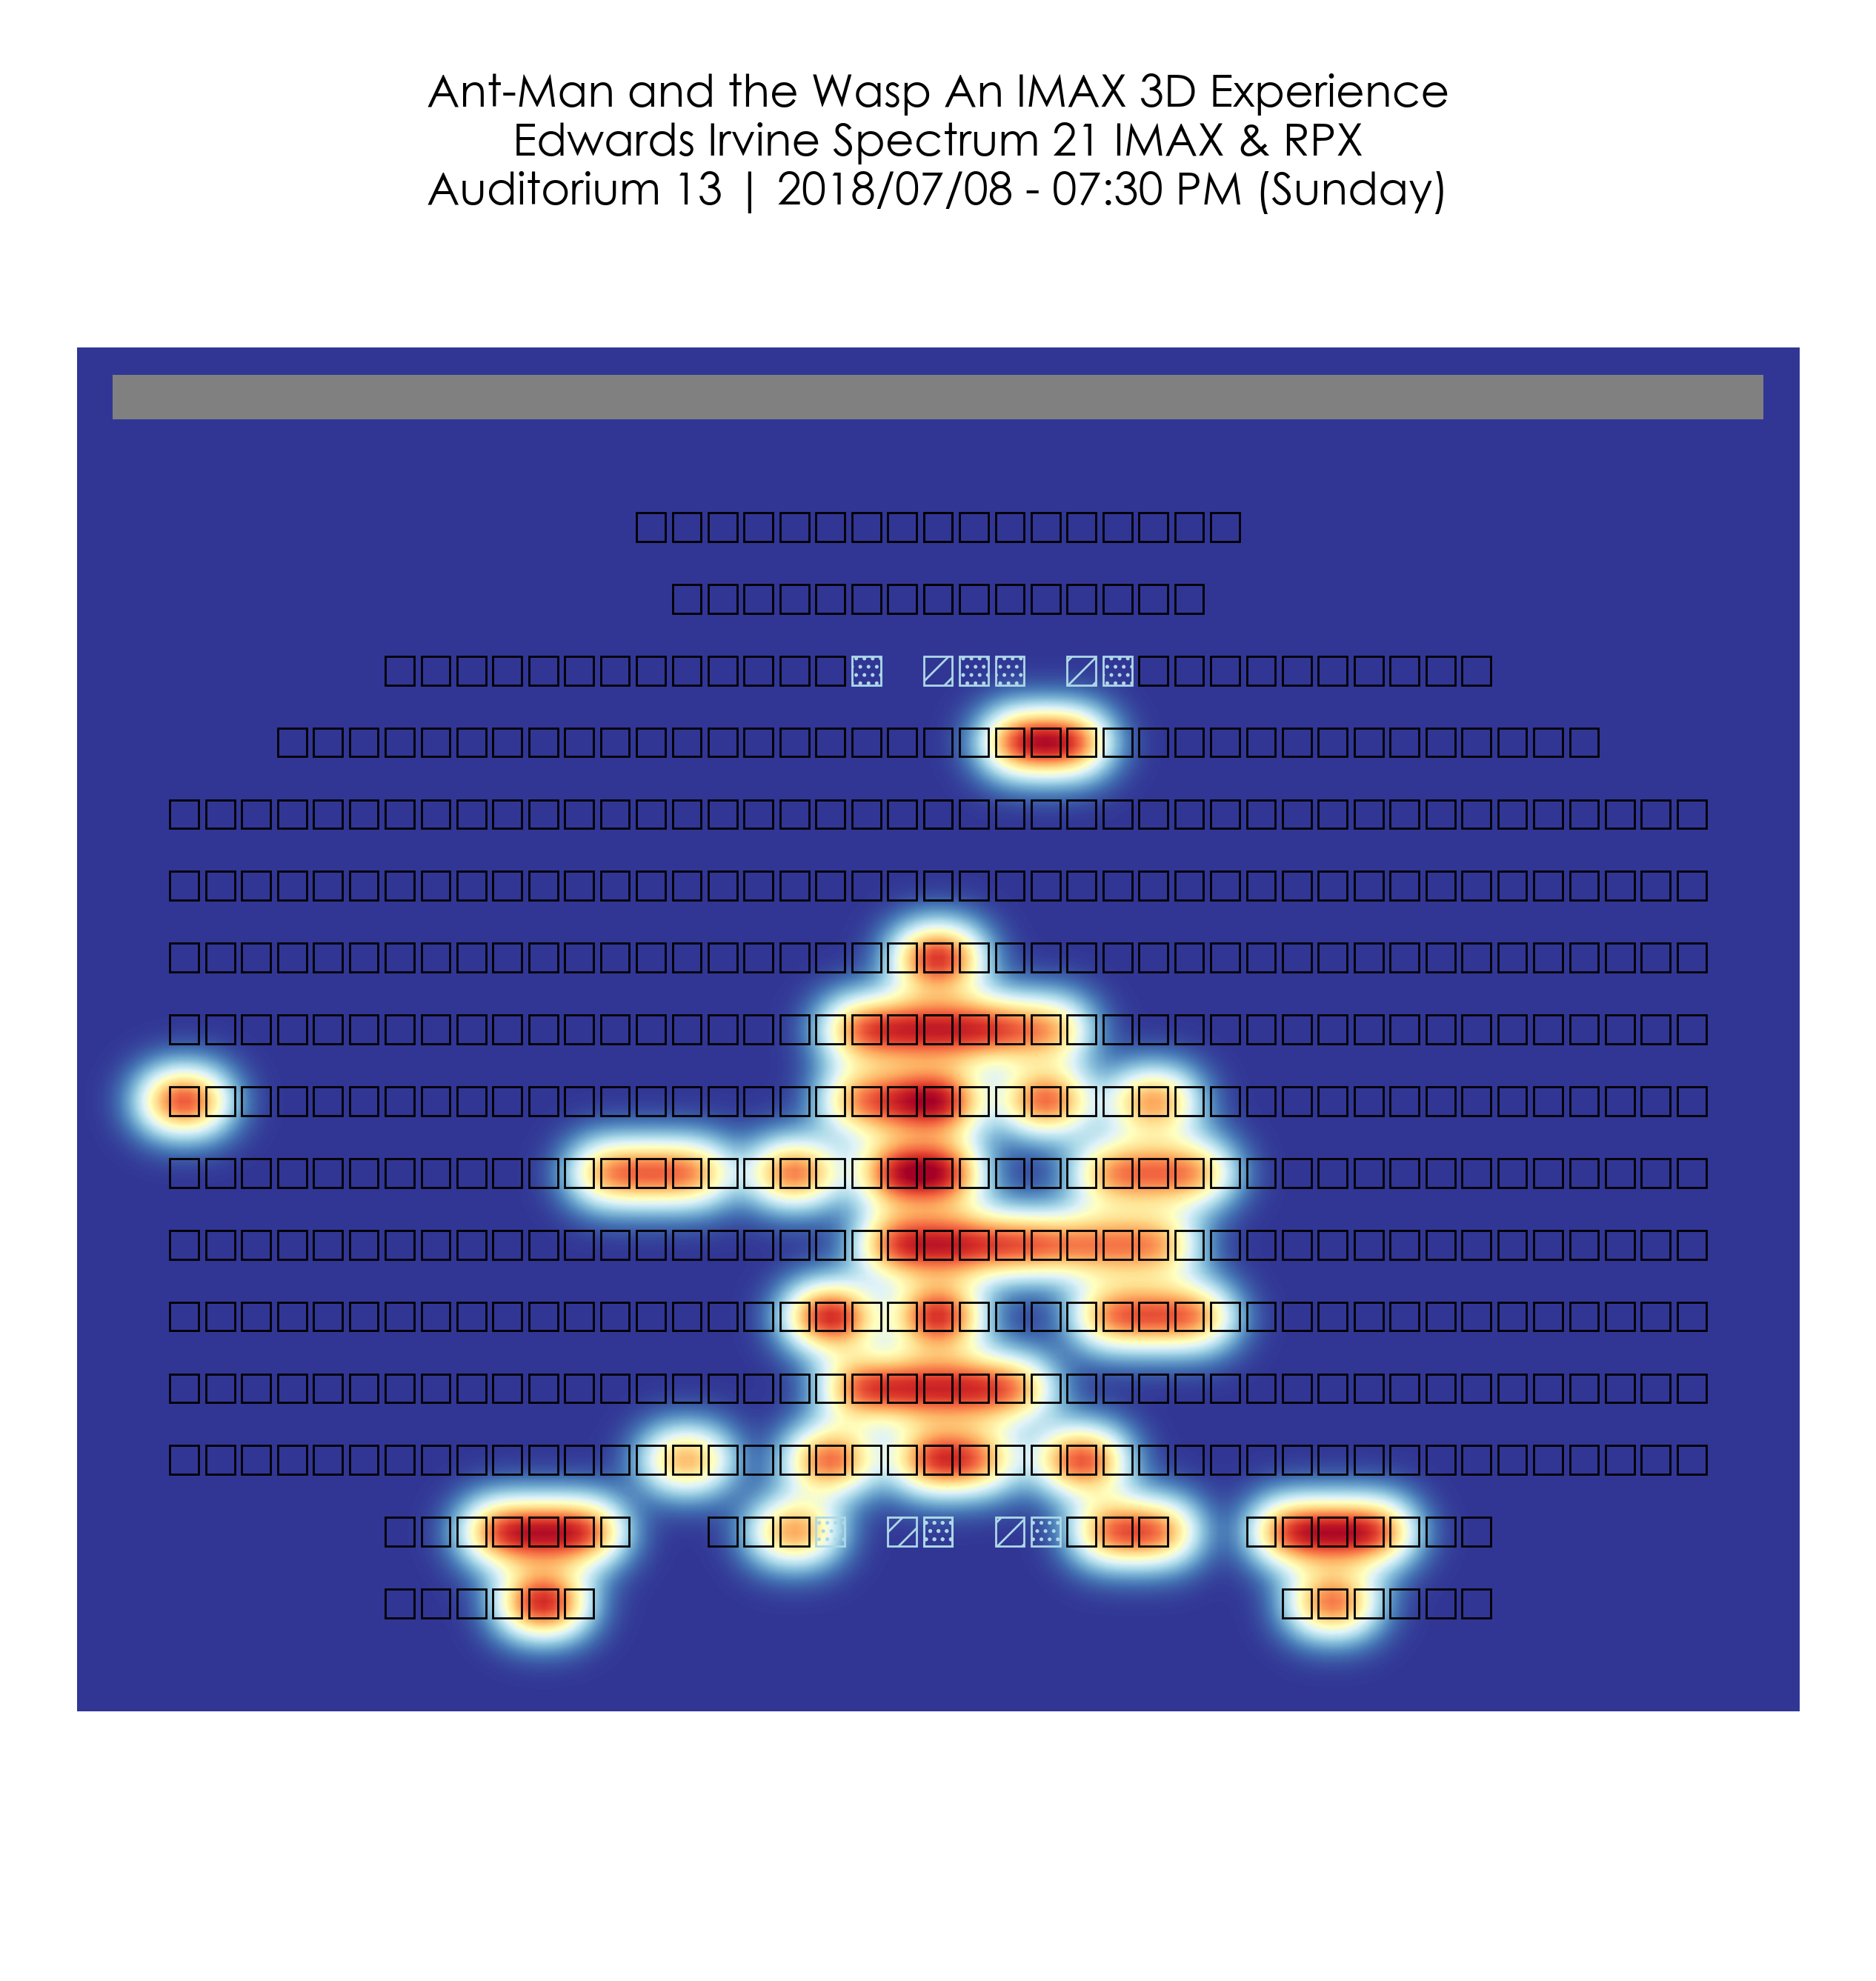 Ant-Man and the Wasp An IMAX 3D Experience
Edwards Irvine Spectrum 21 IMAX & RPX
Auditorium 13 | 2018/07/08 - 07:30 PM (Sunday)